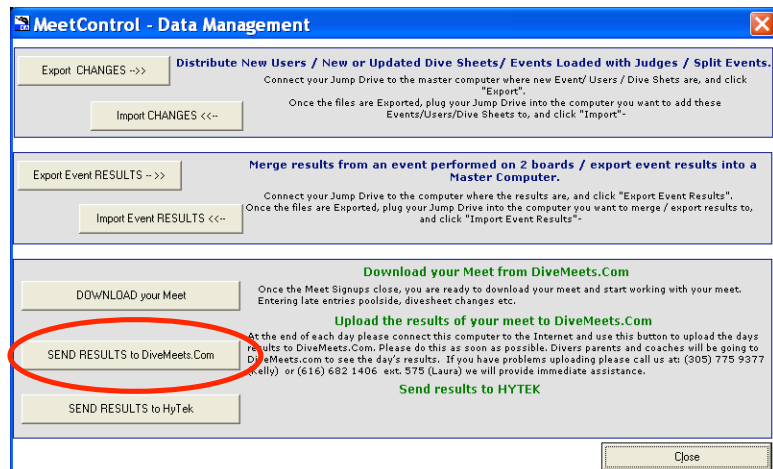 MeetControl - Data Management
Export CHANGES -->>
Distribute New Users / New or Updated Dive Sheets/ Events Loaded with Judges / Split Events.
Connect your Jump Drive to the master computer where new Event/ Users / Dive Shets are, and click
"Export".
Import CHANGES <<--
Once the files are Exported, plug your Jump Drive into the computer you want to add these
Events/Users/Dive Sheets to, and click "Import"-
Export Event RESULTS -- >>
Merge results from an event performed on 2 boards / export event results into a
Master Computer.
Connect your Jump Drive to the computer where the results are, and click "Export Event Results".
Import Event RESULTS <<--
Once the files are Exported, plug your Jump Drive into the computer you want to merge / export results to,
and click "Import Event Results"-
Download your Meet from DiveMeets.Com
DOWNLOAD your Meet
Once the Meet Signups close, you are ready to download your meet and start working with your meet.
Entering late entries poolside, divesheet changes etc.
Upload the results of your meet to DiveMeets.Com
SEND RESULTS to DiveMeets.Com
At the end of each day please connect this computer to the Internet and use this button to upload the days
results to DiveMeets.Com. Please do this as soon as possible. Divers parents and coaches will be going to
DiveMeets.com to see the day's results. If you have problems uploading please call us at: (305) 775 9377
(Kelly) or (616) 682 1406 ext. 575 (Laura) we will provide immediate assistance.
Send results to HYTEK
SEND RESULTS to HyTek
Close